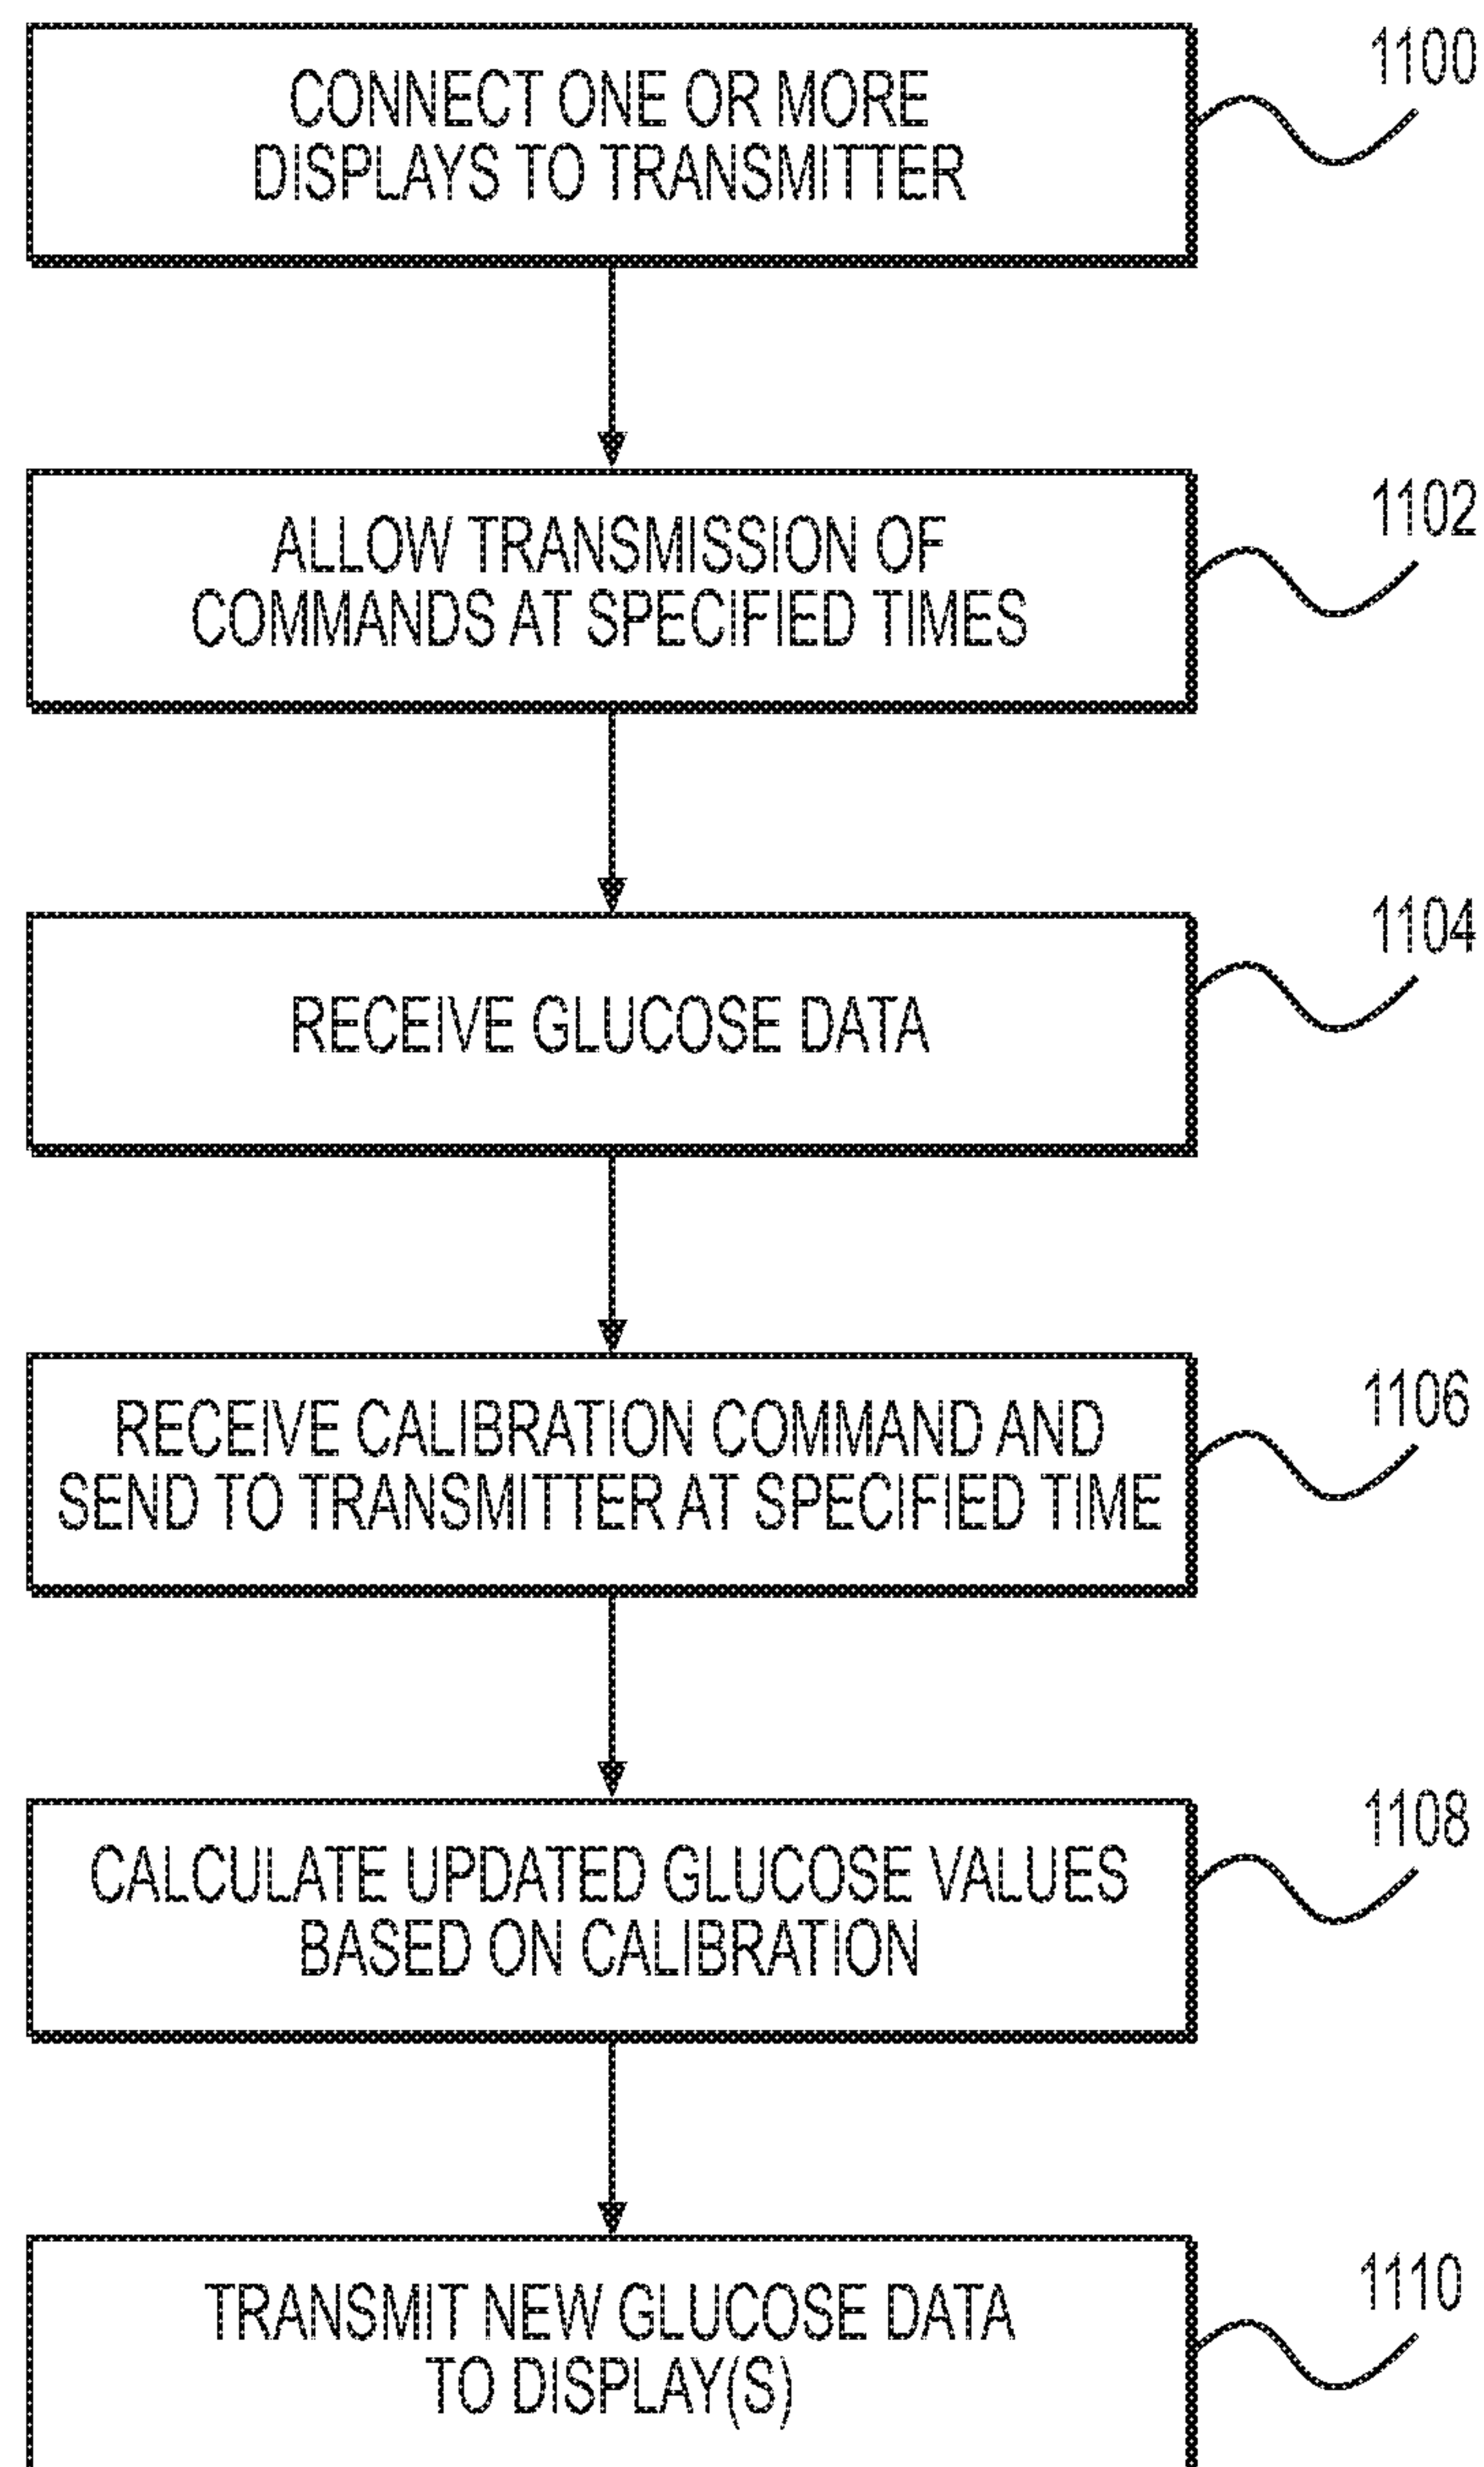 CONNECT ONE OR MORE
DISPLAYS TO TRANSMITTER
1100
ALLOW TRANSMISSION OF
COMMANDS AT SPECIFIED TIMES
1102
RECEIVE GLUCOSE DATA
1104
RECEIVE CALIBRATION COMMAND AND
SEND TO TRANSMITTER AT SPECIFIED TIME
1106
CALCULATE UPDATED GLUCOSE VALUES
BASED ON CALIBRATION
1108
TRANSMIT NEW GLUCOSE DATA
TO DISPLAY(S)
1110